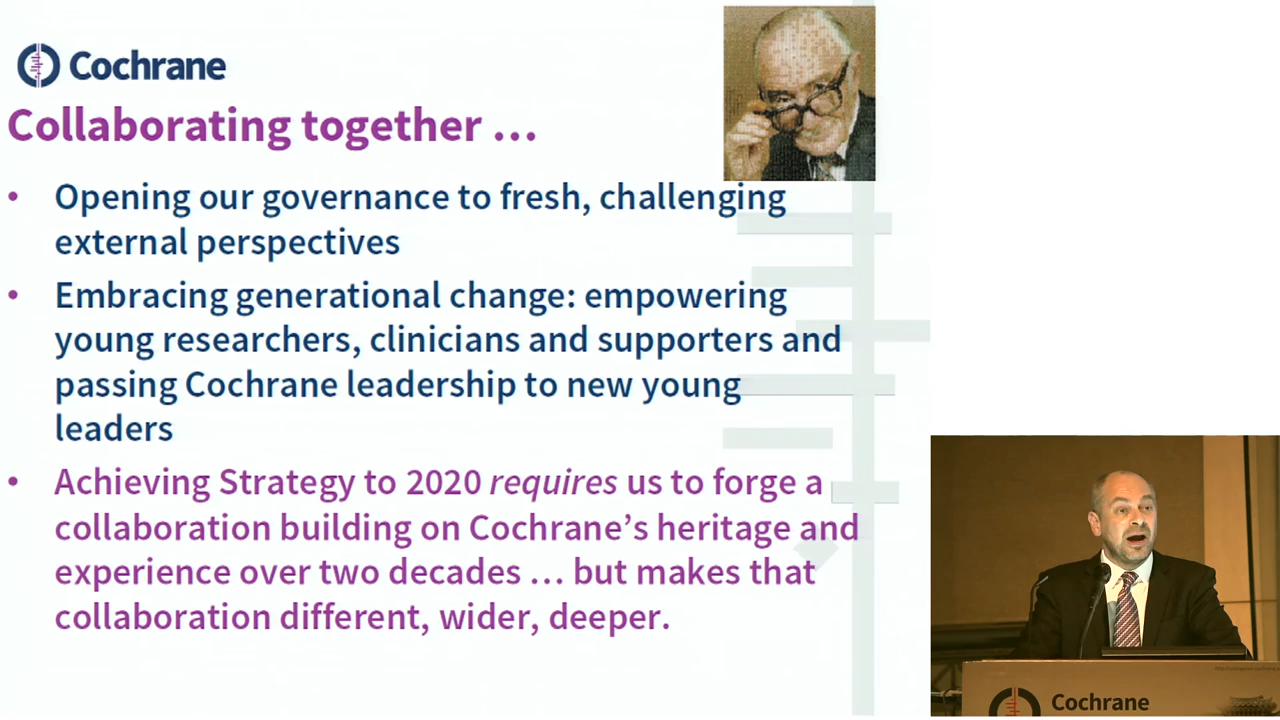 Cochrane
Collaborating together ...
• Opening our governance to fresh, challenging
external perspectives
• Embracing generational change: empowering
young researchers, clinicians and supporters and
passing Cochrane leadership to new young
leaders
• Achieving Strategy to 2020 requires us to forge a
collaboration building on Cochrane’s heritage and
experience over two decades ... but makes that
collaboration different, wider, deeper.
Cochrane